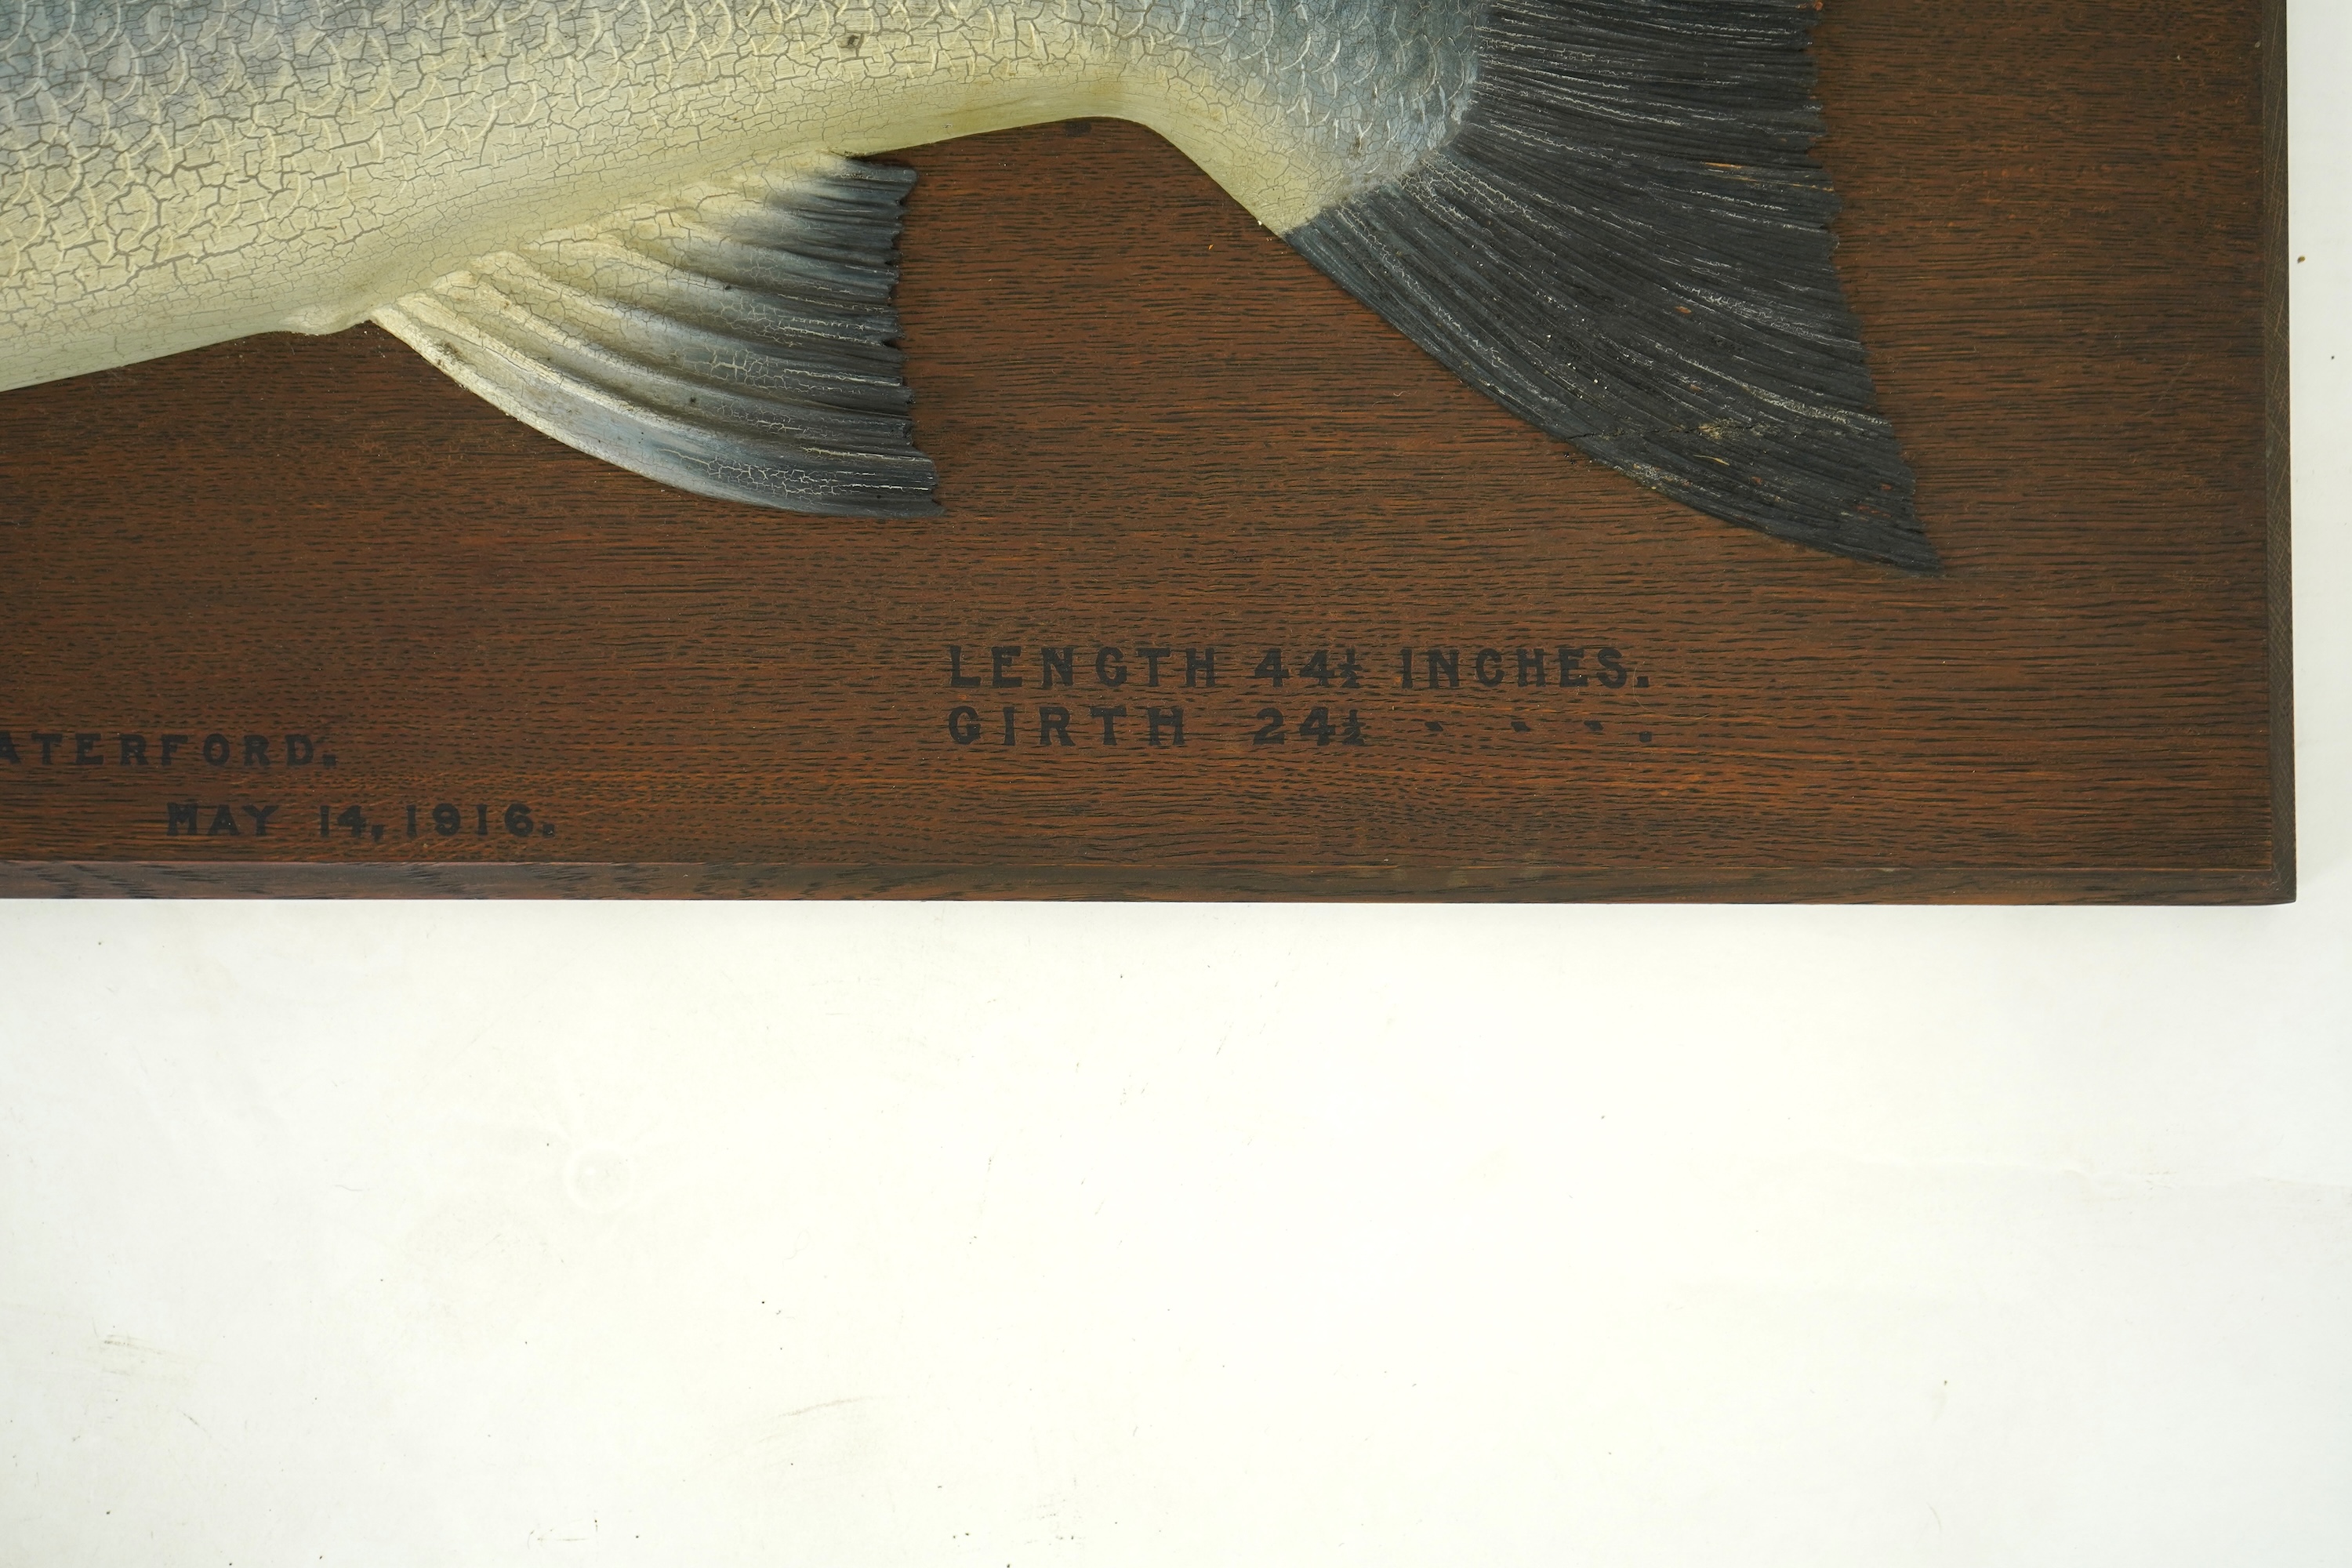 LENGTH 44½ INCHES.
GIRTH 24½ " " " .
ATERFORD.
MAY 14, 1916.